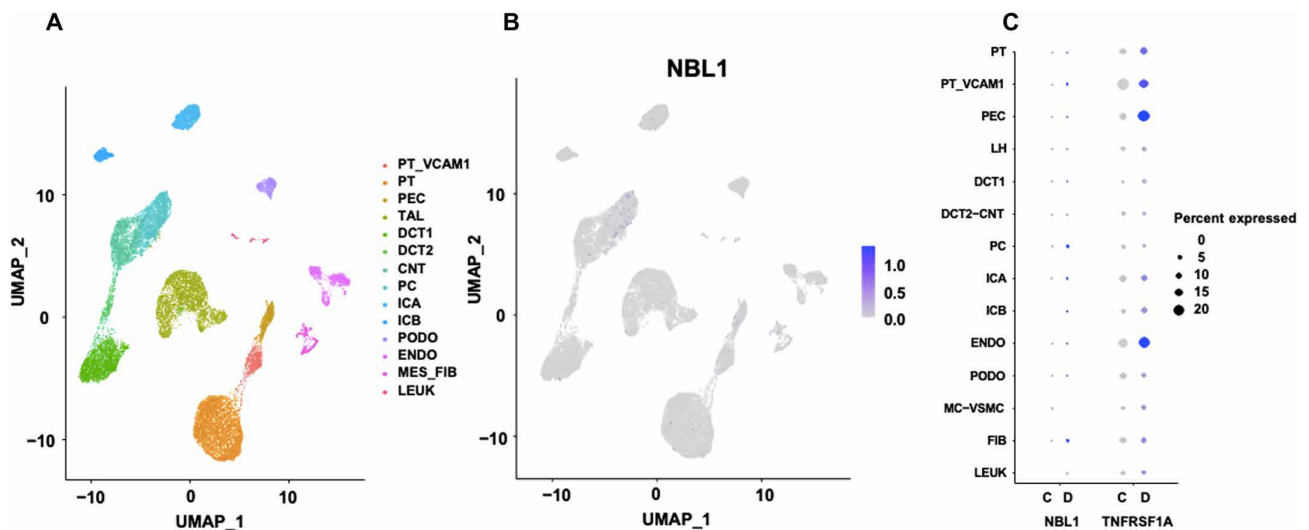 A
UMAP_2
10
0
−10
−10
0
10
UMAP_1
PT_VCAM1
PT
PEC
TAL
DCT1
DCT2
CNT
PC
ICA
ICB
PODO
ENDO
MES_FIB
LEUK
B
NBL1
UMAP_2
10
0
−10
−10
0
10
UMAP_1
1.0
0.5
0.0
C
PT
PT_VCAM1
PEC
LH
DCT1
DCT2−CNT
PC
ICA
ICB
ENDO
PODO
MC−VSMC
FIB
LEUK
C D C D
NBL1 TNFRSF1A
Percent expressed
0
5
10
15
20